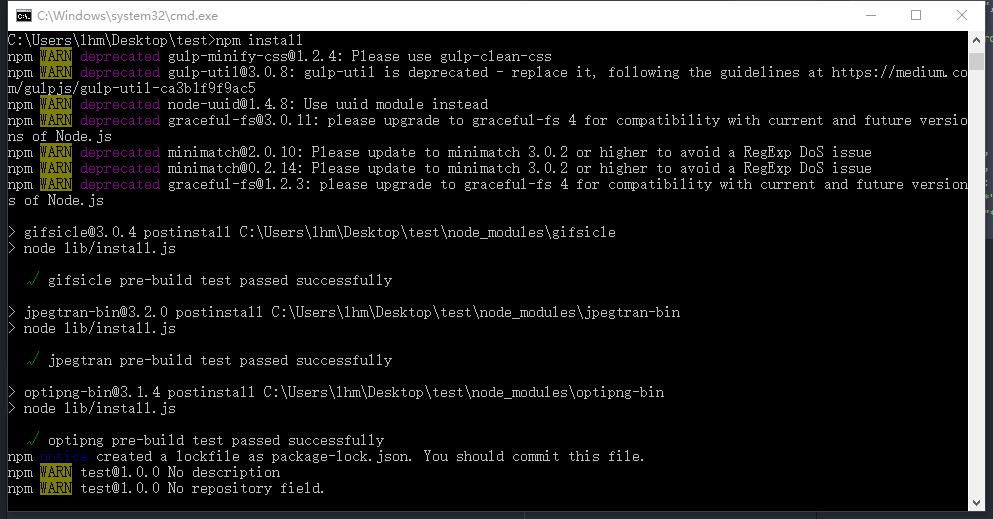 C:\Windows\system32\cmd.exe
C:\Users\lhm\Desktop\test>npm install
npm WARN deprecated gulp-minify-css@1.2.4: Please use gulp-clean-css
npm WARN deprecated gulp-util@3.0.8: gulp-util is deprecated - replace it, following the guidelines at https://medium.co
m/gulpjs/gulp-util-ca3b1f9f9ac5
npm WARN deprecated node-uuid@1.4.8: Use uuid module instead
npm WARN deprecated graceful-fs@3.0.11: please upgrade to graceful-fs 4 for compatibility with current and future versio
ns of Node.js
npm WARN deprecated minimatch@2.0.10: Please update to minimatch 3.0.2 or higher to avoid a RegExp DoS issue
npm WARN deprecated minimatch@0.2.14: Please update to minimatch 3.0.2 or higher to avoid a RegExp DoS issue
npm WARN deprecated graceful-fs@1.2.3: please upgrade to graceful-fs 4 for compatibility with current and future version
s of Node.js
> gifsicle@3.0.4 postinstall C:\Users\lhm\Desktop\test\node_modules\gifsicle
> node lib/install.js
√ gifsicle pre-build test passed successfully
> jpegtran-bin@3.2.0 postinstall C:\Users\lhm\Desktop\test\node_modules\jpegtran-bin
> node lib/install.js
√ jpegtran pre-build test passed successfully
> optipng-bin@3.1.4 postinstall C:\Users\lhm\Desktop\test\node_modules\optipng-bin
> node lib/install.js
√ optipng pre-build test passed successfully
npm notice created a lockfile as package-lock.json. You should commit this file.
npm WARN test@1.0.0 No description
npm WARN test@1.0.0 No repository field.